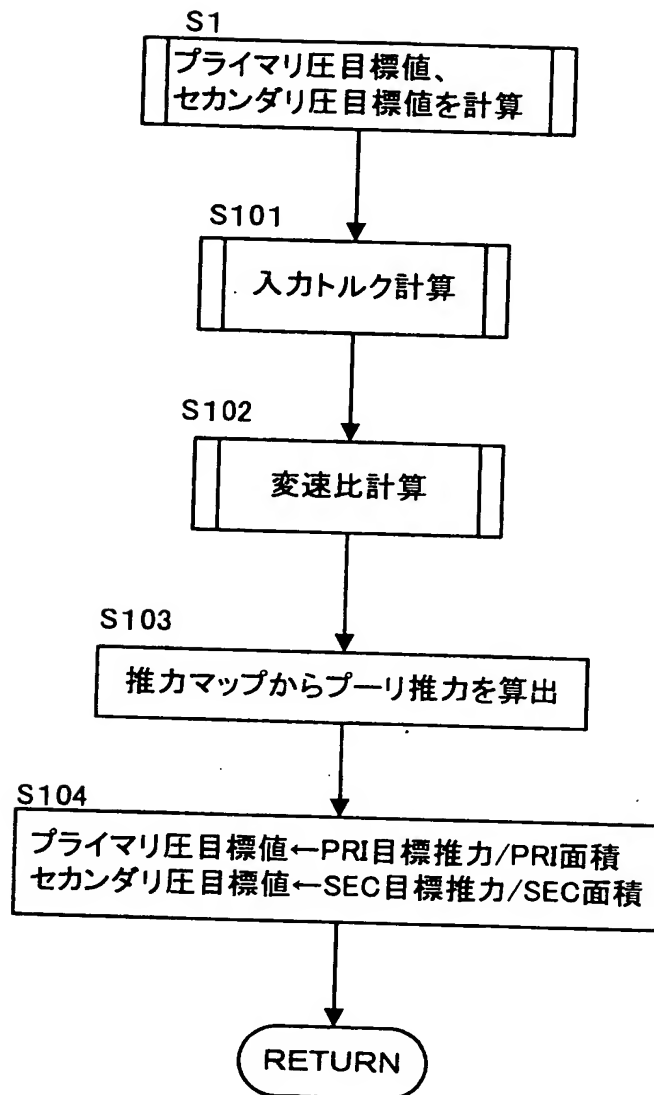 S1
プライマリ圧目標値、
セカンダリ圧目標値を計算
S101
入力トルク計算
S102
変速比計算
S103
推力マップからプーリ推力を算出
S104
プライマリ圧目標値←PRI目標推力/PRI面積
セカンダリ圧目標値←SEC目標推力/SEC面積
RETURN